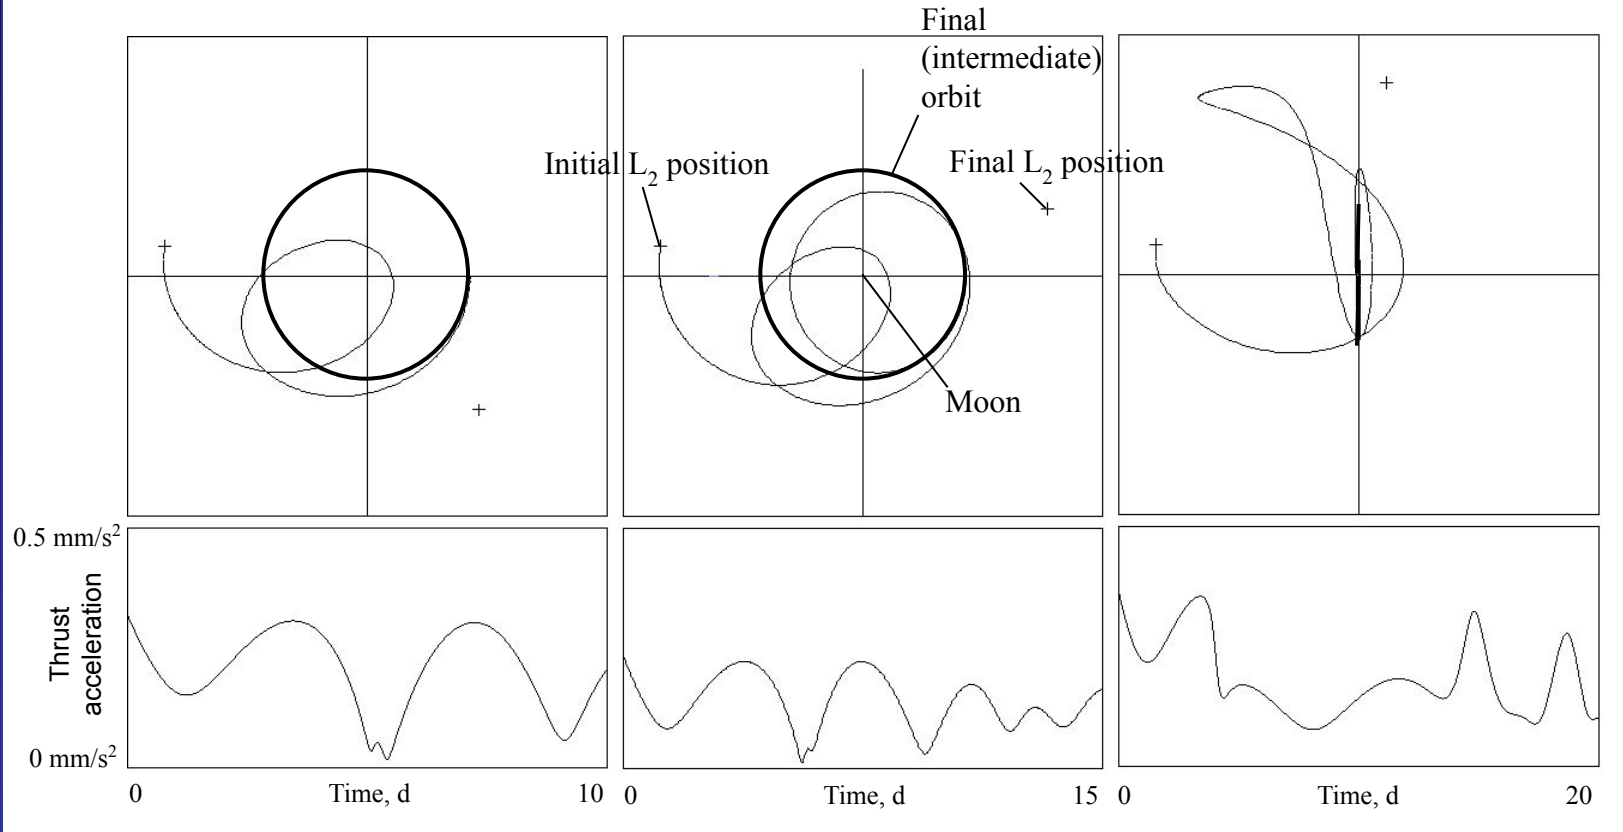 Final
(intermediate)
orbit
Initial L2 position
Final L2 position
Moon
0.5 mm/s2
Thrust
acceleration
0 mm/s2
0
Time, d
10
0
Time, d
15
0
Time, d
20